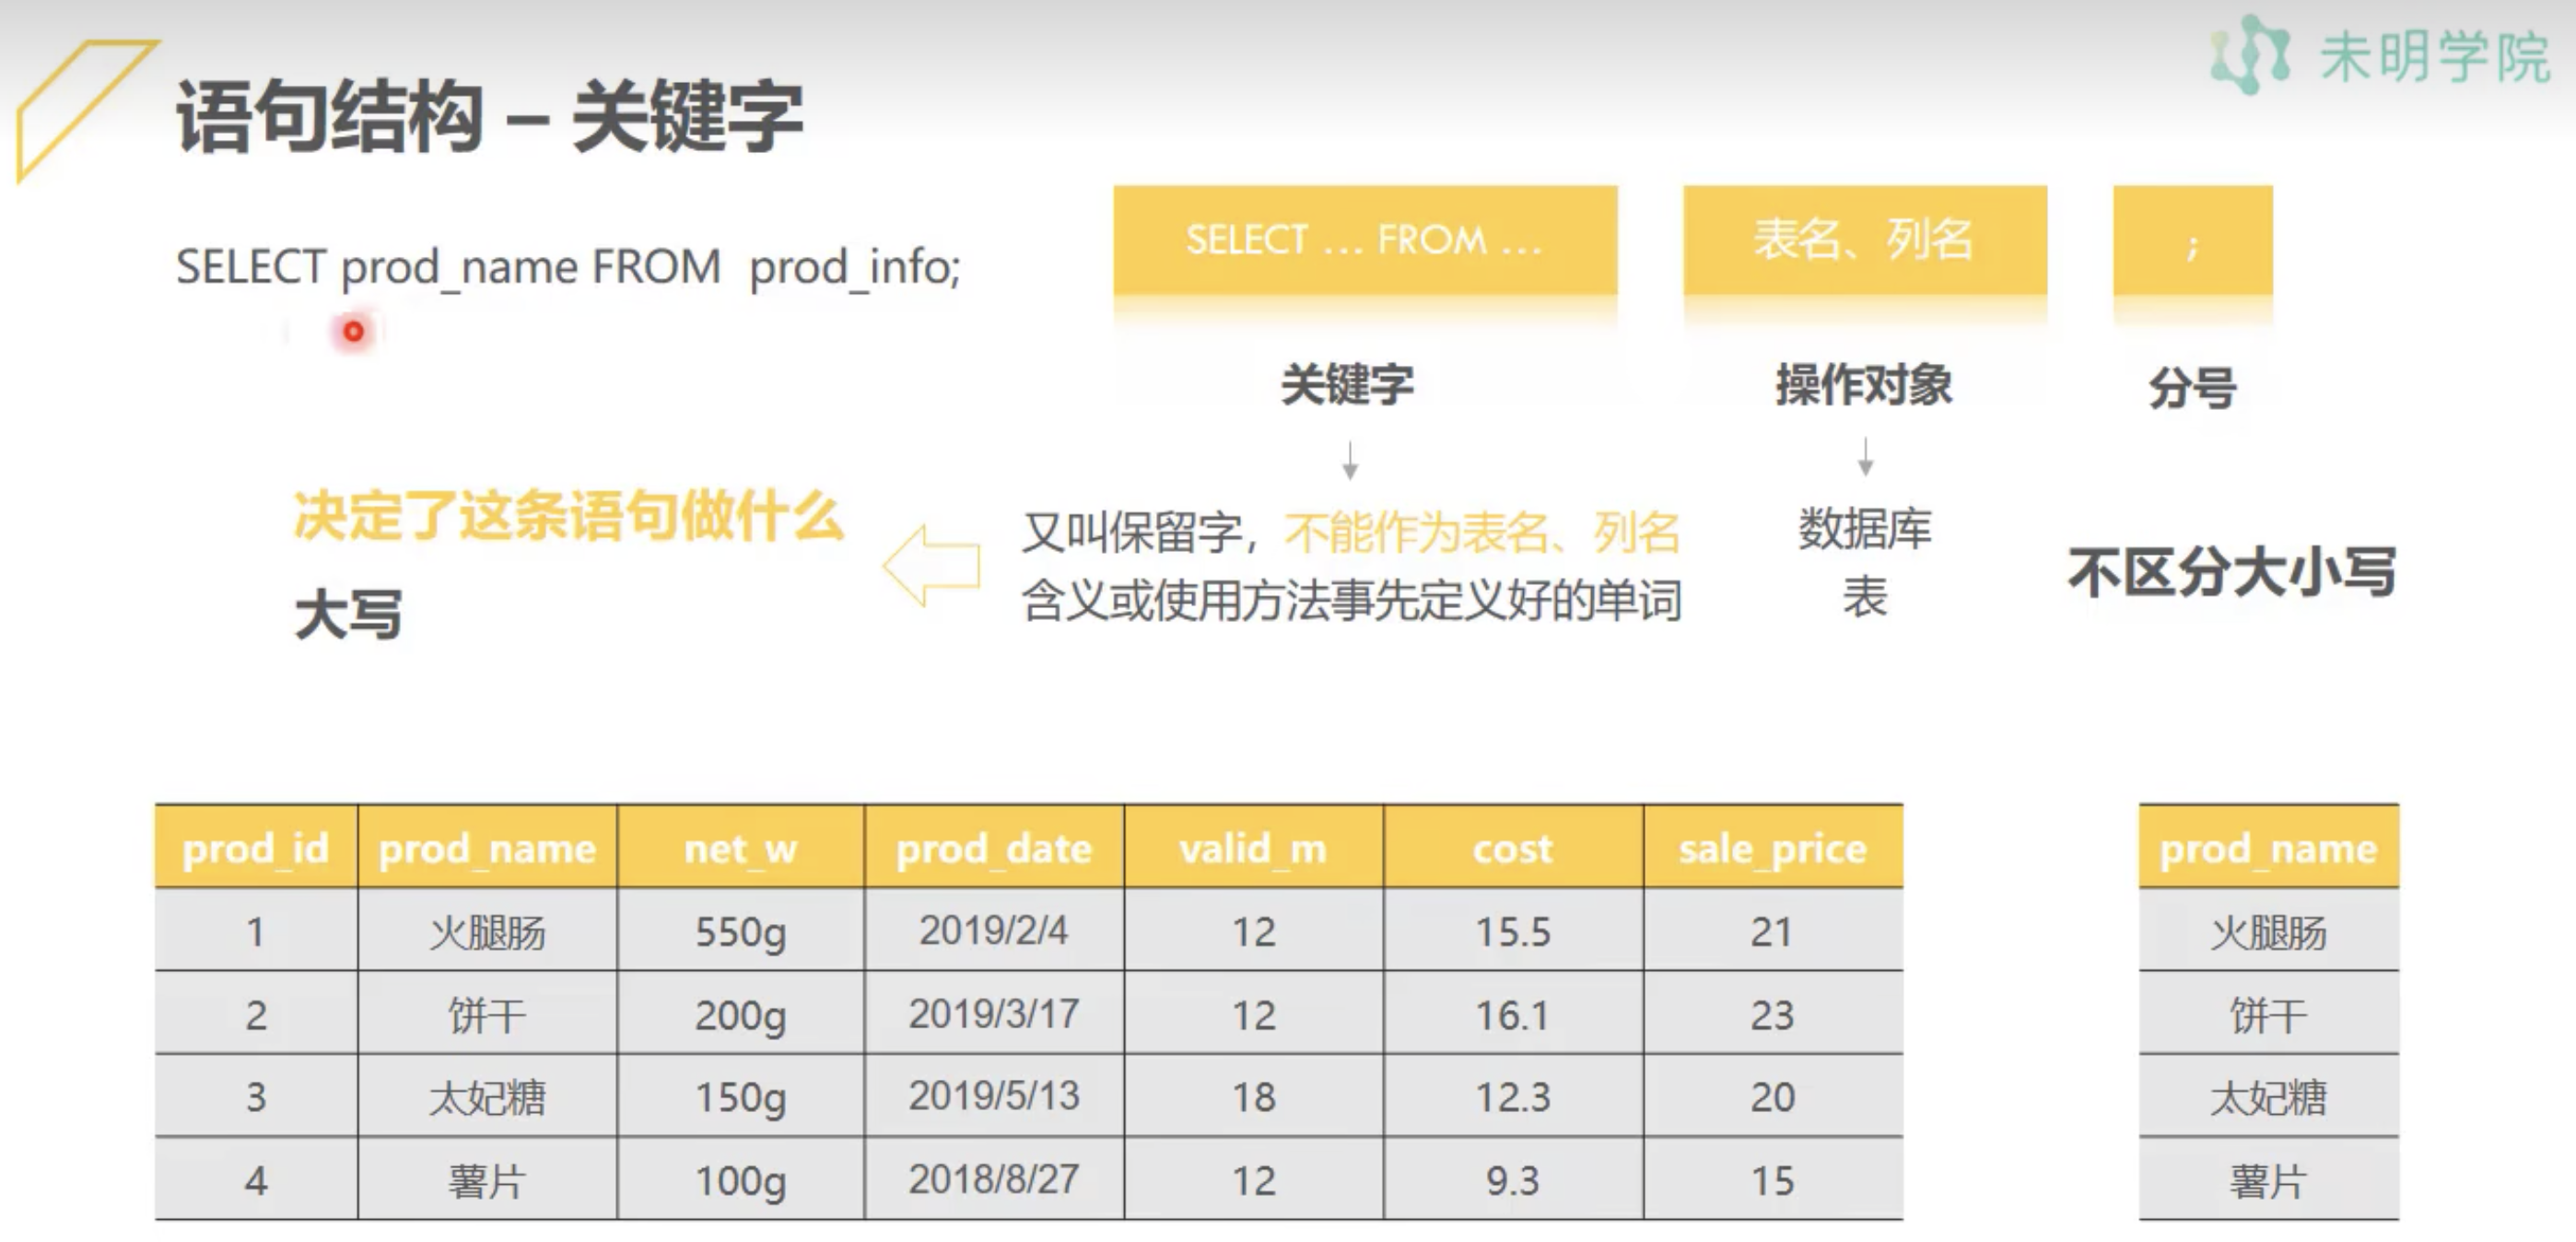 未明学院
语句结构 – 关键字
SELECT prod_name FROM prod_info;
SELECT ... FROM ...
表名、列名
;
关键字
操作对象
分号
决定了这条语句做什么
大写
又叫保留字，不能作为表名、列名
含义或使用方法事先定义好的单词
数据库
表
不区分大小写
prod_id prod_name net_w prod_date valid_m cost sale_price
1 火腿肠 550g 2019/2/4 12 15.5 21
2 饼干 200g 2019/3/17 12 16.1 23
3 太妃糖 150g 2019/5/13 18 12.3 20
4 薯片 100g 2018/8/27 12 9.3 15
prod_name
火腿肠
饼干
太妃糖
薯片